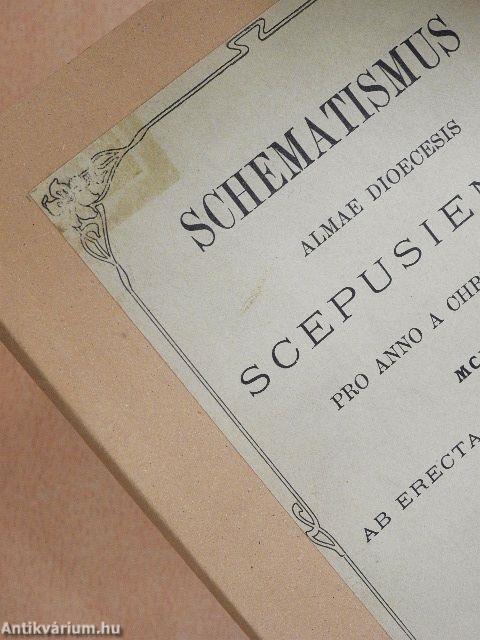 SCHEMATISMUS
ALMAE DIOECESIS
SCEPUSIEN
PRO ANNO A CHR
MC
AB ERECTA
Antikvárium.hu